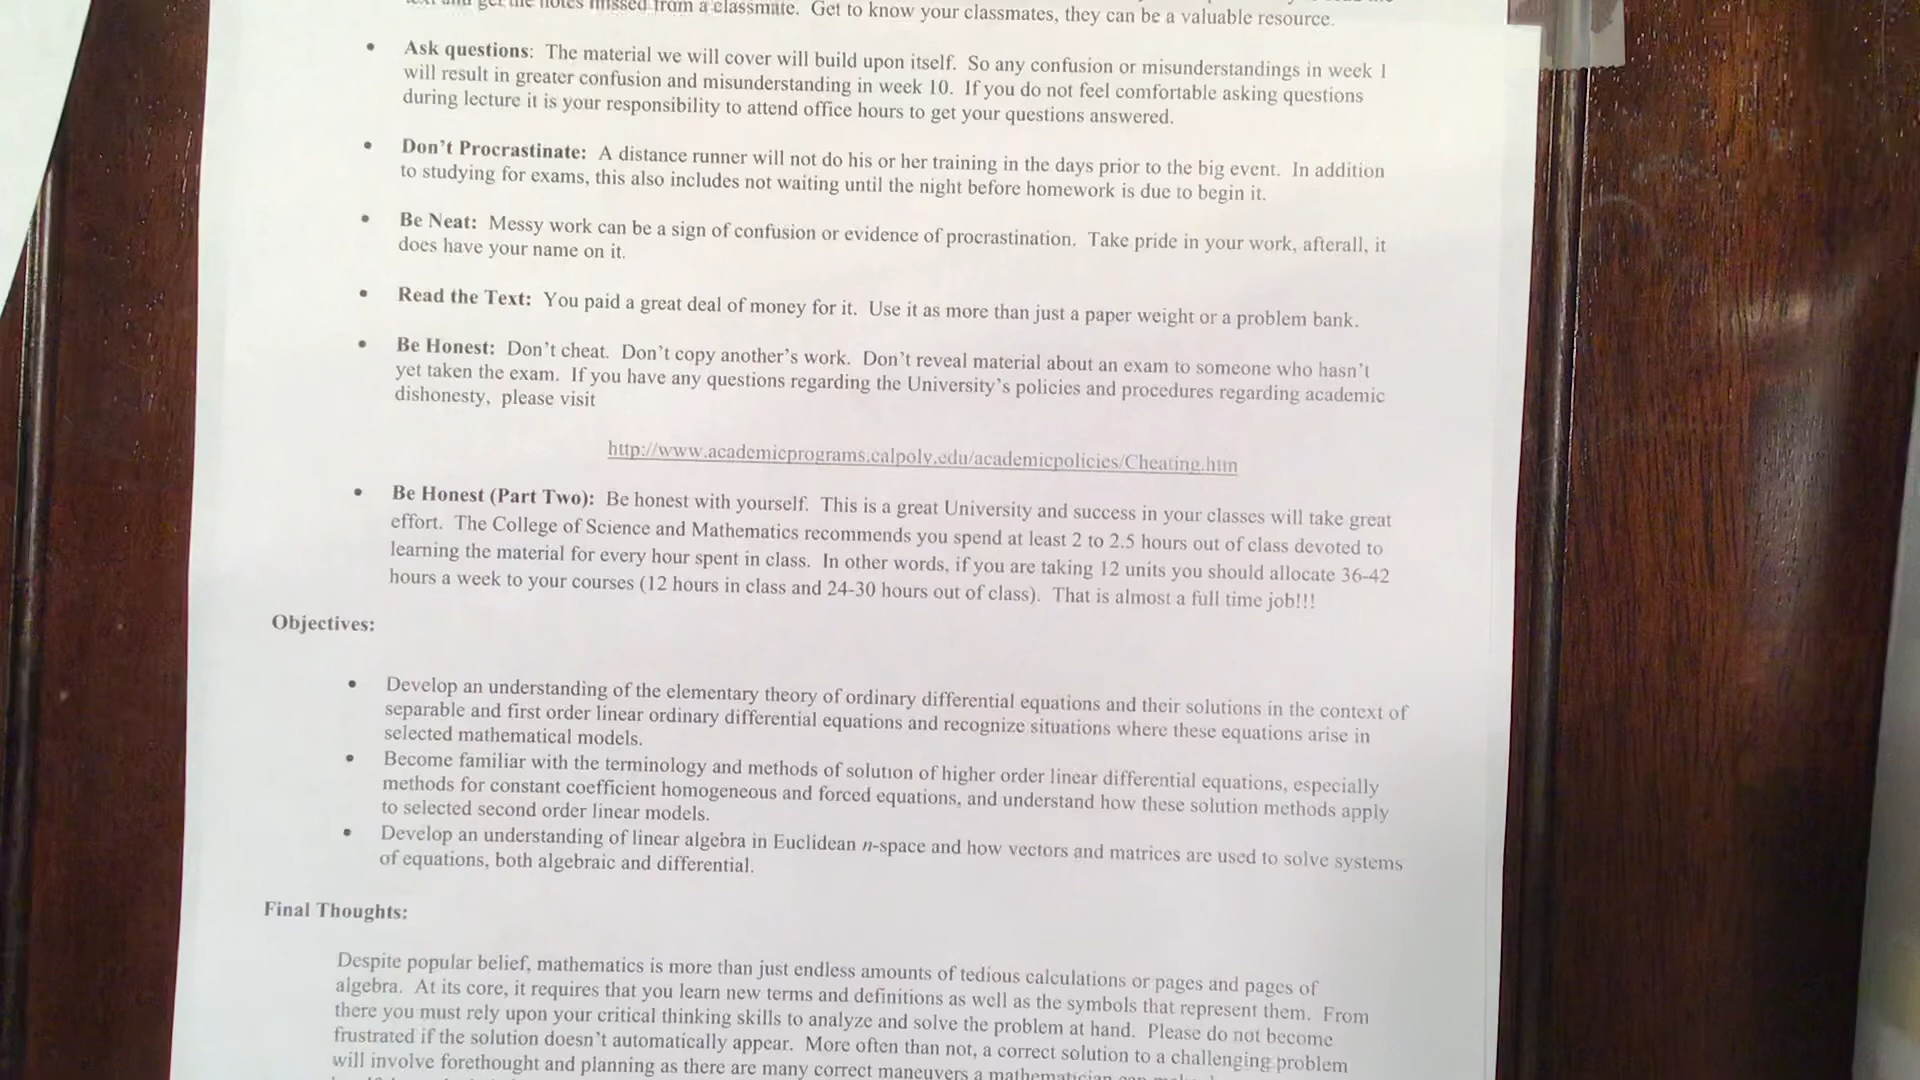 missed from a classmate. Get to know your classmates, they can be a valuable resource.
• Ask questions: The material we will cover will build upon itself. So any confusion or misunderstandings in week 1
will result in greater confusion and misunderstanding in week 10. If you do not feel comfortable asking questions
during lecture it is your responsibility to attend office hours to get your questions answered.
• Don't Procrastinate: A distance runner will not do his or her training in the days prior to the big event. In addition
to studying for exams, this also includes not waiting until the night before homework is due to begin it.
• Be Neat: Messy work can be a sign of confusion or evidence of procrastination. Take pride in your work, afterall, it
does have your name on it.
• Read the Text: You paid a great deal of money for it. Use it as more than just a paper weight or a problem bank.
• Be Honest: Don't cheat. Don't copy another's work. Don't reveal material about an exam to someone who hasn't
yet taken the exam. If you have any questions regarding the University's policies and procedures regarding academic
dishonesty, please visit
http://www.academicprograms.calpoly.edu/academicpolicies/Cheating.htm
• Be Honest (Part Two): Be honest with yourself. This is a great University and success in your classes will take great
effort. The College of Science and Mathematics recommends you spend at least 2 to 2.5 hours out of class devoted to
learning the material for every hour spent in class. In other words, if you are taking 12 units you should allocate 36-42
hours a week to your courses (12 hours in class and 24-30 hours out of class). That is almost a full time job!!!
Objectives:
• Develop an understanding of the elementary theory of ordinary differential equations and their solutions in the context of
separable and first order linear ordinary differential equations and recognize situations where these equations arise in
selected mathematical models.
• Become familiar with the terminology and methods of solution of higher order linear differential equations, especially
methods for constant coefficient homogeneous and forced equations, and understand how these solution methods apply
to selected second order linear models.
• Develop an understanding of linear algebra in Euclidean n-space and how vectors and matrices are used to solve systems
of equations, both algebraic and differential.
Final Thoughts:
Despite popular belief, mathematics is more than just endless amounts of tedious calculations or pages and pages of
algebra. At its core, it requires that you learn new terms and definitions as well as the symbols that represent them. From
there you must rely upon your critical thinking skills to analyze and solve the problem at hand. Please do not become
frustrated if the solution doesn't automatically appear. More often than not, a correct solution to a challenging problem
will involve forethought and planning as there are many correct maneuvers a mathematician can